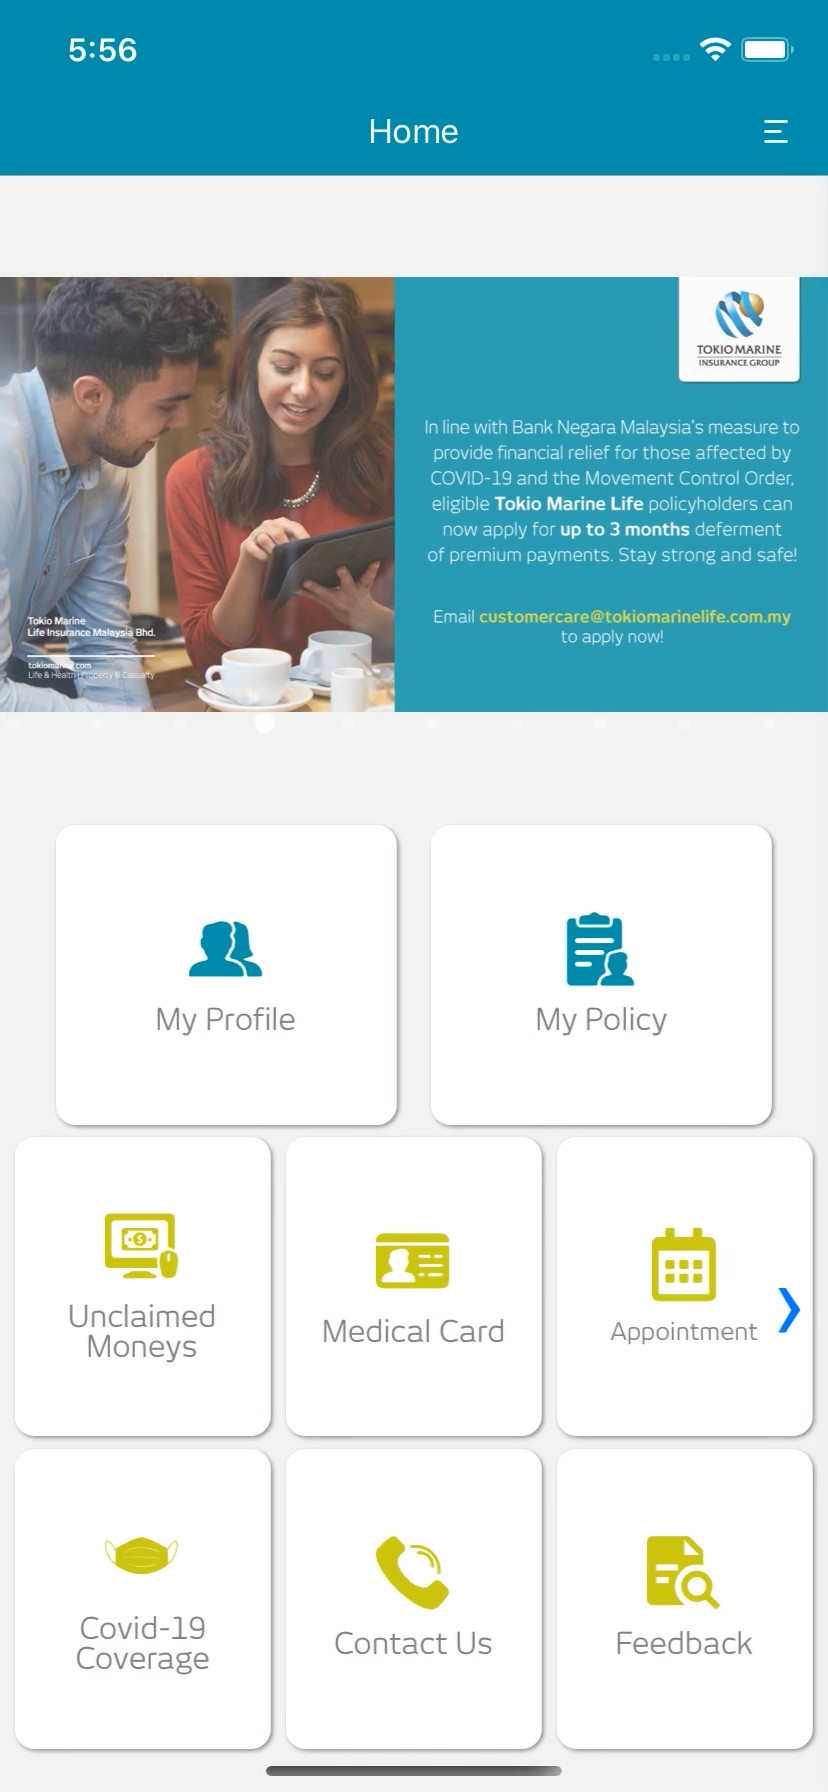 5:56
Home
TOKIO MARINE
INSURANCE GROUP
In line with Bank Negara Malaysia's measure to
provide financial relief for those affected by
COVID-19 and the Movement Control Order,
eligible Tokio Marine Life policyholders can
now apply for up to 3 months deferment
of premium payments. Stay strong and safe!
Email customercare@tokiomarinelife.com.my
to apply now!
Tokio Marine
Life Insurance Malaysia Bhd.
tokiomarine.com
Life & Health | Property & Casualty
My Profile
My Policy
Unclaimed
Moneys
Medical Card
Appointment
Covid-19
Coverage
Contact Us
Feedback